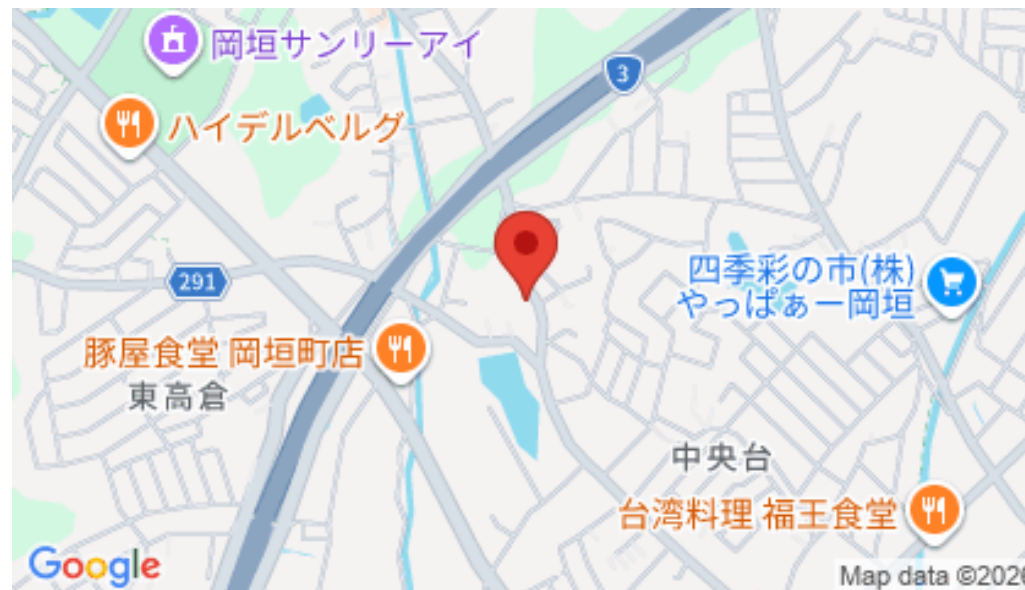 岡垣サンリーアイ
3
ハイデルベルグ
291
四季彩の市(株)
やっぱぁー岡垣
豚屋食堂 岡垣町店
東高倉
中央台
台湾料理 福王食堂
Google
Map data ©2026